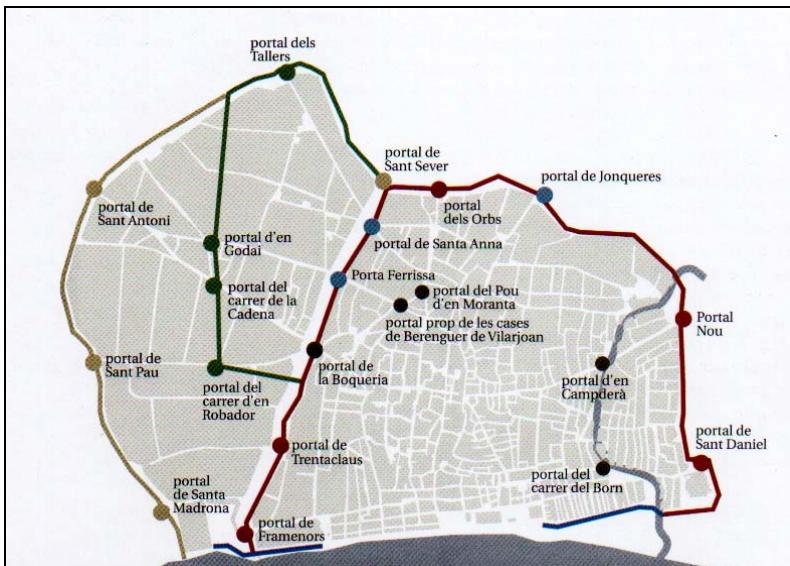 portal dels
Tallers
portal de
Sant Sever
portal de Jonqueres
portal de
Sant Antoni
portal
dels Orbs
portal d'en
Godai
portal de Santa Anna
portal del
carrer de la
Cadena
Porta Ferrissa
portal del Pou
d'en Moranta
portal prop de les cases
de Berenguer de Vilarjoan
Portal
Nou
portal de
Sant Pau
portal de
la Boqueria
portal del
carrer d'en
Robador
portal d'en
Campderà
portal de
Trentaclaus
portal de
Sant Daniel
portal
de Santa
Madrona
portal del
carrer del Born
portal de
Framenors